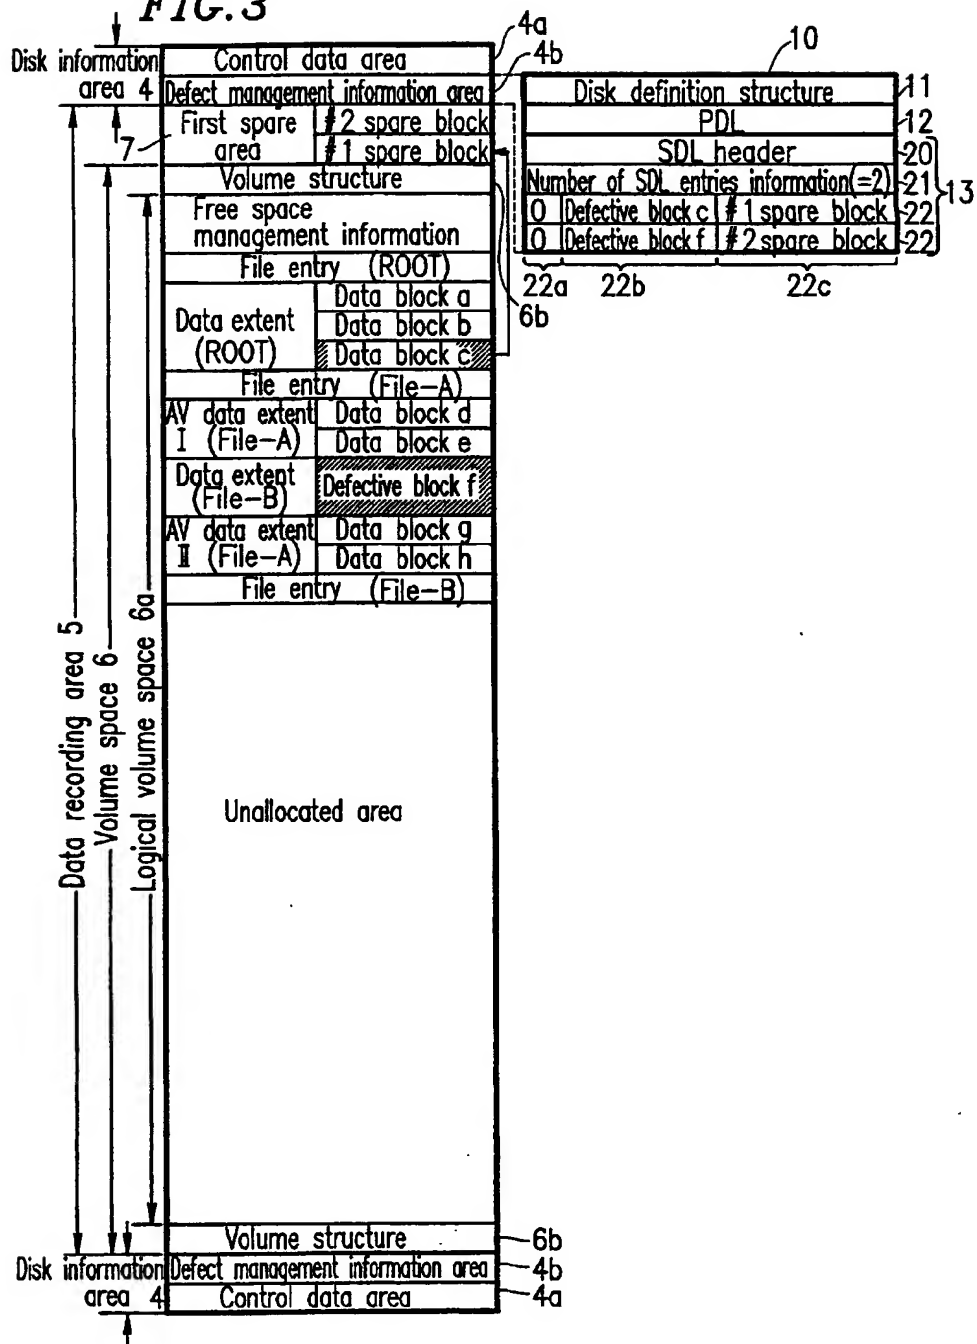 FIG. 3
Disk information
area 4
Control data area
4a
Defect management information area
4b
7
First spare
area
#2 spare block
#1 spare block
Volume structure
6b
Free space
management information
File entry (ROOT)
Data extent
(ROOT)
Data block a
Data block b
Data block c
File entry (File-A)
AV data extent
I (File-A)
Data block d
Data block e
Data extent
(File-B)
Defective block f
AV data extent
II (File-A)
Data block g
Data block h
File entry (File-B)
Unallocated area
Volume structure
6b
Disk information
area 4
Defect management information area
4b
Control data area
4a
Data recording area 5
Volume space 6
Logical volume space 6a
10
Disk definition structure
11
PDL
12
SDL header
20
Number of SDL entries information(=2)
21
0 Defective block c #1 spare block
22
0 Defective block f #2 spare block
22
13
22a 22b 22c